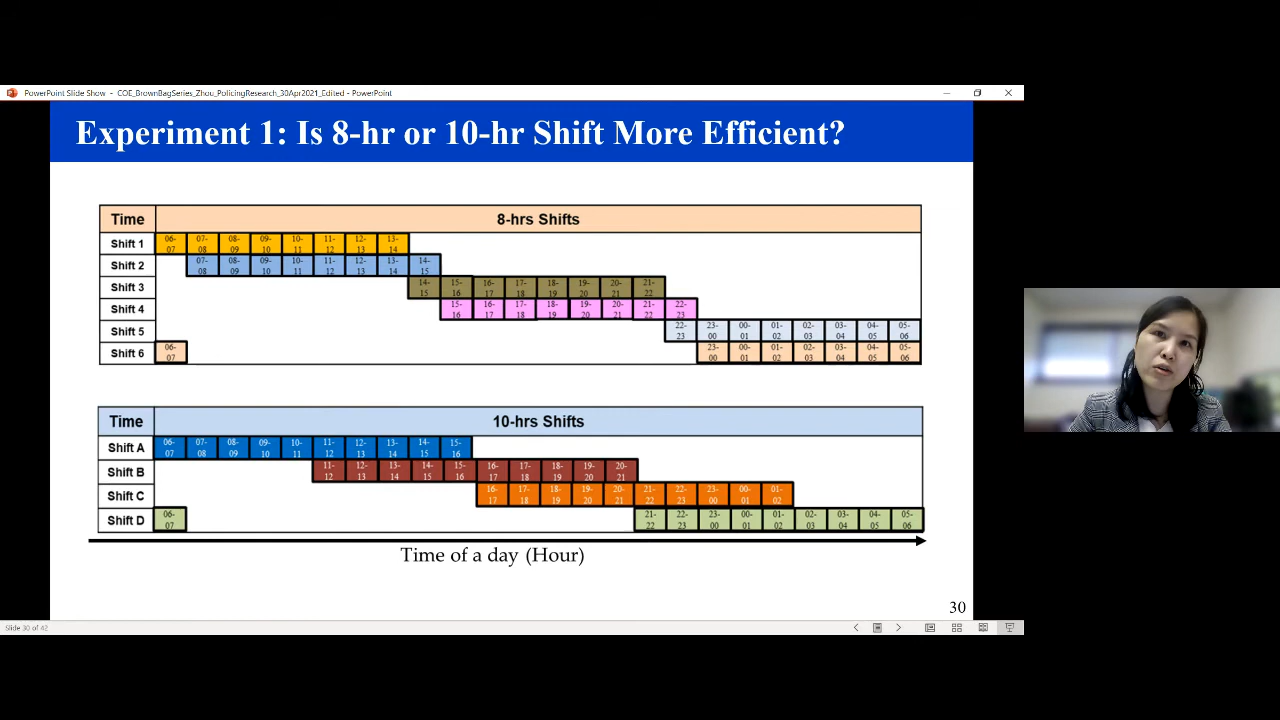 PowerPoint Slide Show - COE_BrownBagSeries_Zhou_PolicingResearch_30Apr2021_Edited - PowerPoint
Experiment 1: Is 8-hr or 10-hr Shift More Efficient?
Time 8-hrs Shifts
Shift 1 06-07 07-08 08-09 09-10 10-11 11-12 12-13 13-14
Shift 2 07-08 08-09 09-10 10-11 11-12 12-13 13-14 14-15
Shift 3 14-15 15-16 16-17 17-18 18-19 19-20 20-21 21-22
Shift 4 15-16 16-17 17-18 18-19 19-20 20-21 21-22 22-23
Shift 5 22-23 23-00 00-01 01-02 02-03 03-04 04-05 05-06
Shift 6 06-07 23-00 00-01 01-02 02-03 03-04 04-05 05-06
Time 10-hrs Shifts
Shift A 06-07 07-08 08-09 09-10 10-11 11-12 12-13 13-14 14-15 15-16
Shift B 11-12 12-13 13-14 14-15 15-16 16-17 17-18 18-19 19-20 20-21
Shift C 16-17 17-18 18-19 19-20 20-21 21-22 22-23 23-00 00-01 01-02
Shift D 06-07 21-22 22-23 23-00 00-01 01-02 02-03 03-04 04-05 05-06
Time of a day (Hour)
30
Slide 30 of 42